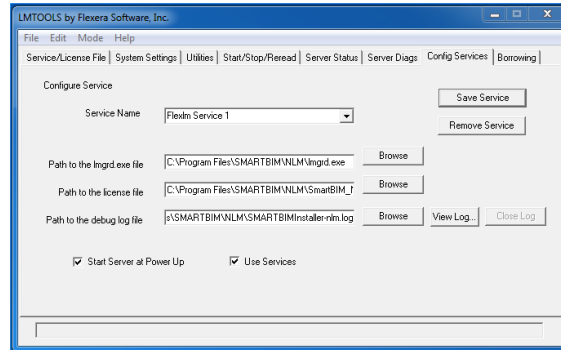 LMTOOLS by Flexera Software, Inc.
File Edit Mode Help
Service/License File System Settings Utilities Start/Stop/Reread Server Status Server Diags Config Services Borrowing
Configure Service
Save Service
Service Name Flexlm Service 1
Remove Service
Path to the lmgrd.exe file C:\Program Files\SMARTBIM\NLM\lmgrd.exe Browse
Path to the license file C:\Program Files\SMARTBIM\NLM\SmartBIM_N Browse
Path to the debug log file s\SMARTBIM\NLM\SMARTBIMInstaller-nlm.log Browse View Log... Close Log
Start Server at Power Up Use Services